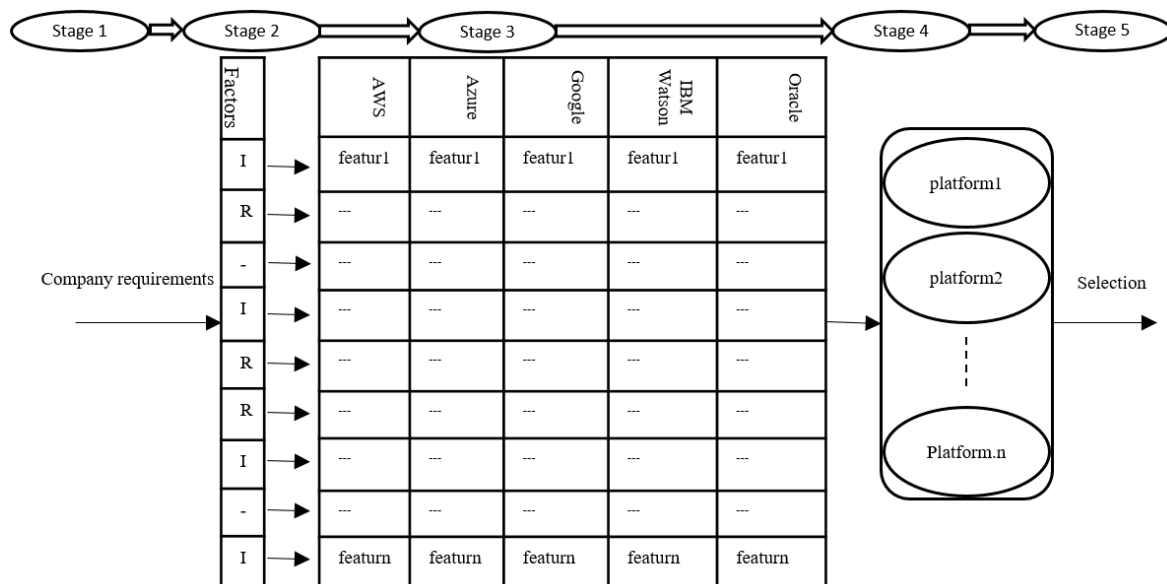 Stage 1
Stage 2
Stage 3
Stage 4
Stage 5
Factors
AWS
Azure
Google
IBM
Watson
Oracle
I
featur1
featur1
featur1
featur1
featur1
R
---
---
---
---
---
-
---
---
---
---
---
I
---
---
---
---
---
R
---
---
---
---
---
R
---
---
---
---
---
I
---
---
---
---
---
-
---
---
---
---
---
I
featurn
featurn
featurn
featurn
featurn
Company requirements
platform1
platform2
Platform.n
Selection